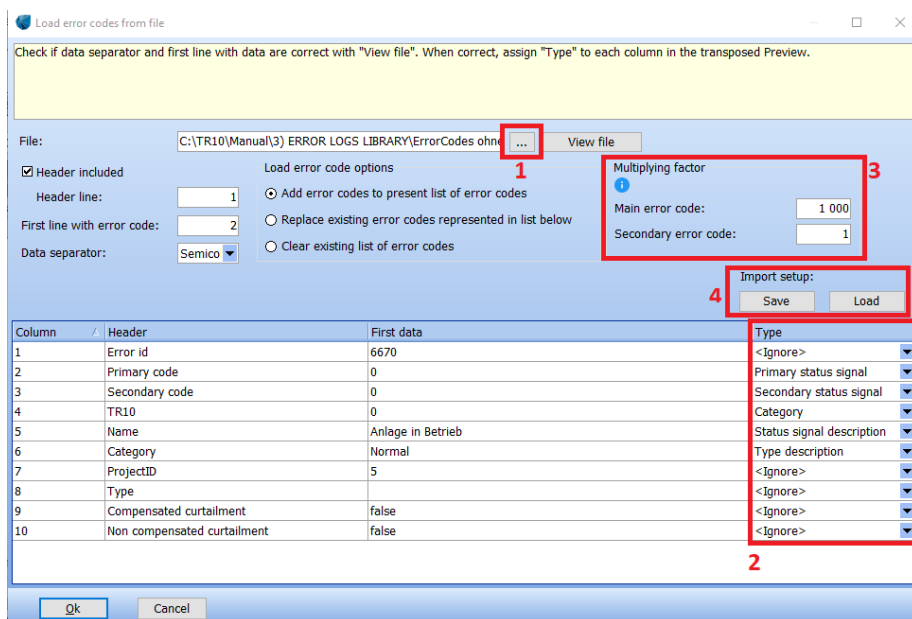 Load error codes from file
Check if data separator and first line with data are correct with "View file". When correct, assign "Type" to each column in the transposed Preview.
File: C:\TR10\Manual\3) ERROR LOGS LIBRARY\ErrorCodes ohne ... View file
1
Header included
Header line: 1
First line with error code: 2
Data separator: Semico
Load error code options
Add error codes to present list of error codes
Replace existing error codes represented in list below
Clear existing list of error codes
Multiplying factor 3
Main error code: 1 000
Secondary error code: 1
Import setup:
4 Save Load
Column Header First data Type
1 Error id 6670 <Ignore>
2 Primary code 0 Primary status signal
3 Secondary code 0 Secondary status signal
4 TR10 0 Category
5 Name Anlage in Betrieb Status signal description
6 Category Normal Type description
7 ProjectID 5 <Ignore>
8 Type <Ignore>
9 Compensated curtailment false <Ignore>
10 Non compensated curtailment false <Ignore>
2
Ok Cancel